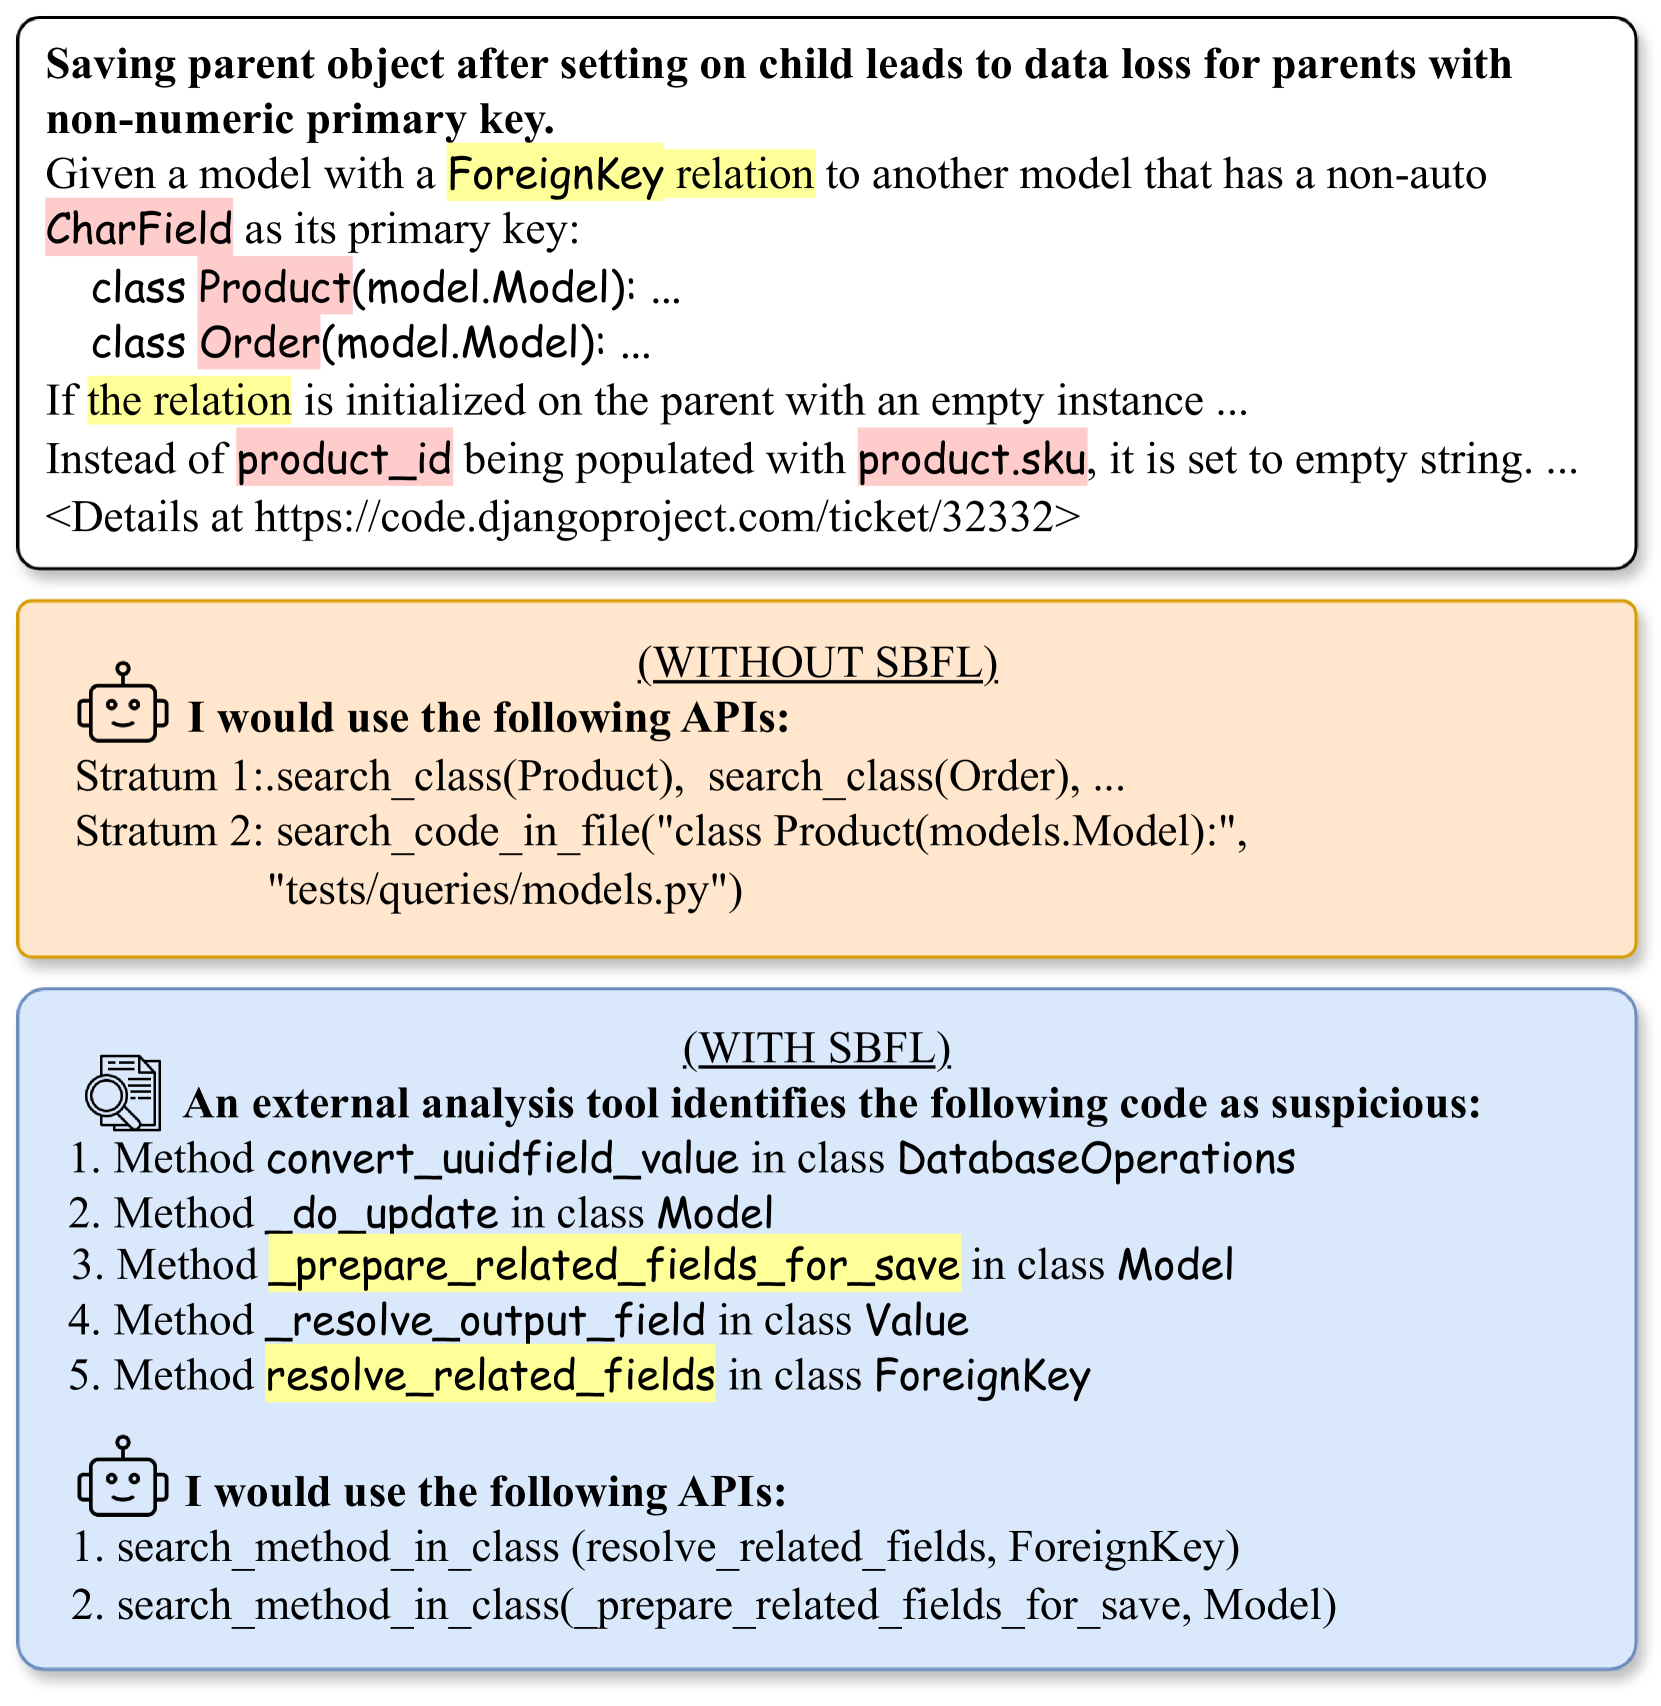 Saving parent object after setting on child leads to data loss for parents with
non-numeric primary key.
Given a model with a ForeignKey relation to another model that has a non-auto
CharField as its primary key:
class Product(model.Model): ...
class Order(model.Model): ...
If the relation is initialized on the parent with an empty instance ...
Instead of product_id being populated with product.sku, it is set to empty string. ...
<Details at https://code.djangoproject.com/ticket/32332>
(WITHOUT SBFL)
I would use the following APIs:
Stratum 1:.search_class(Product), search_class(Order), ...
Stratum 2: search_code_in_file("class Product(models.Model):",
"tests/queries/models.py")
(WITH SBFL)
An external analysis tool identifies the following code as suspicious:
1. Method convert_uuidfield_value in class DatabaseOperations
2. Method _do_update in class Model
3. Method _prepare_related_fields_for_save in class Model
4. Method _resolve_output_field in class Value
5. Method resolve_related_fields in class ForeignKey
I would use the following APIs:
1. search_method_in_class (resolve_related_fields, ForeignKey)
2. search_method_in_class(_prepare_related_fields_for_save, Model)